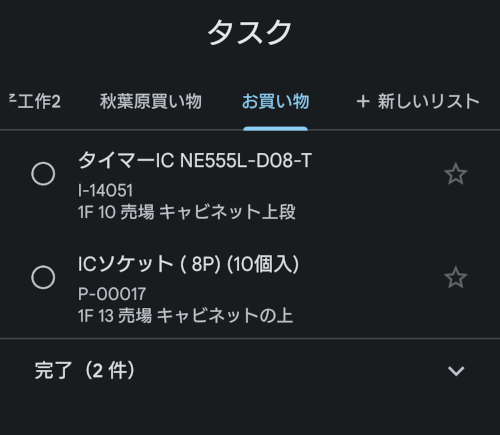 タスク
子工作2 秋葉原買い物 お買い物 + 新しいリスト
タイマーIC NE555L-D08-T
I-14051
1F 10 売場 キャビネット上段
ICソケット ( 8P) (10個入)
P-00017
1F 13 売場 キャビネットの上
完了（2 件）